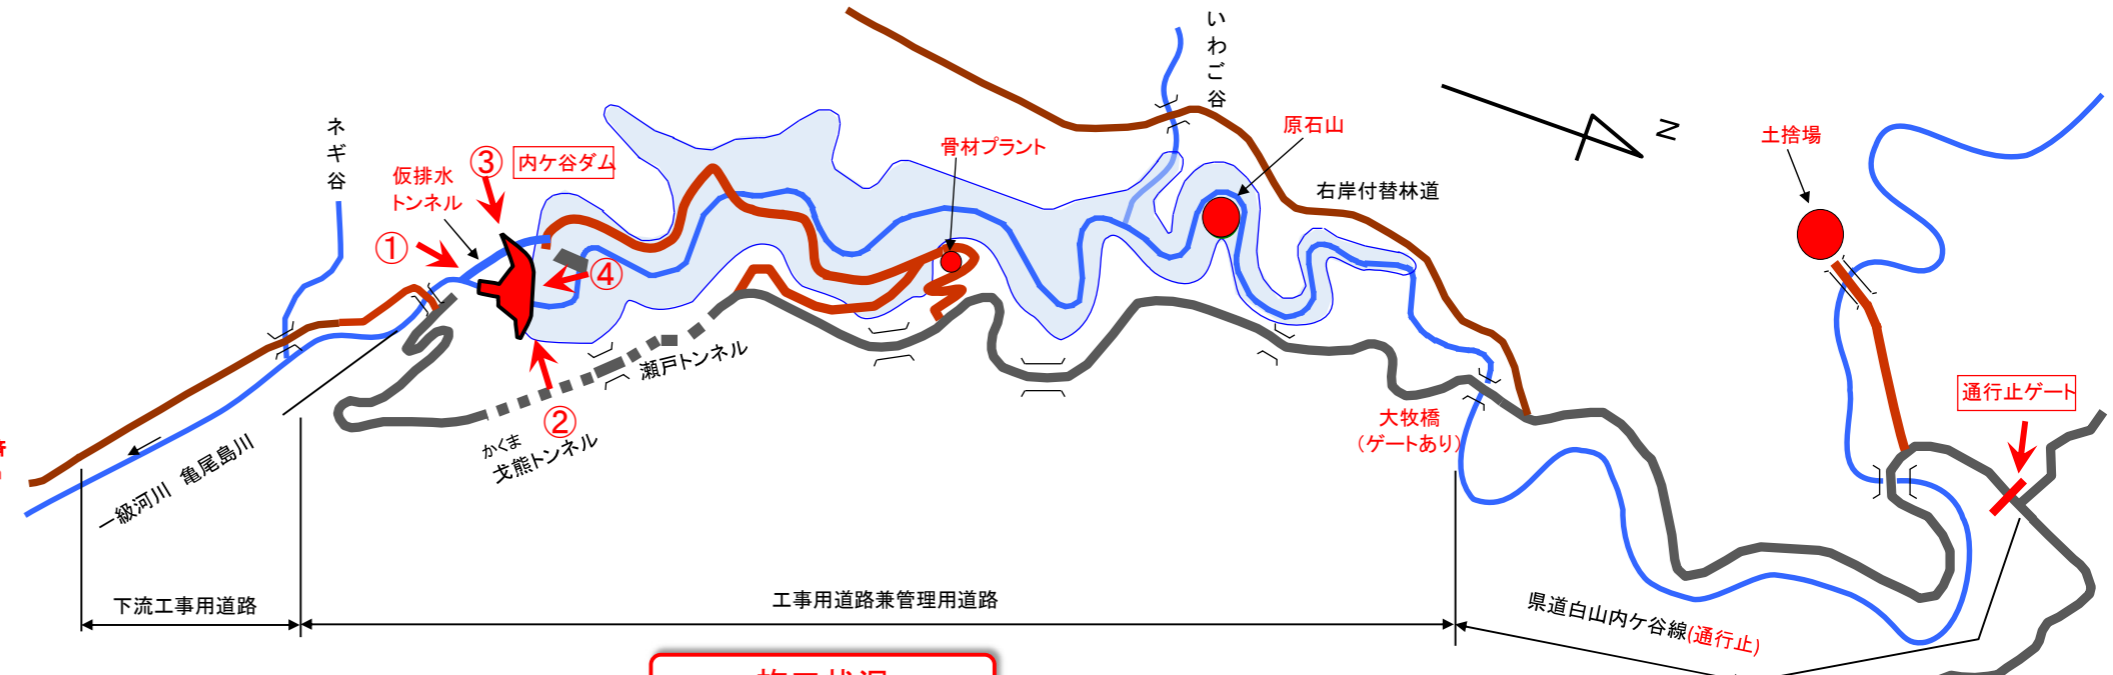 いわご谷
ネギ谷
③
内ケ谷ダム
仮排水
トンネル
①
④
骨材プラント
原石山
右岸付替林道
N
土捨場
通行止ゲート
瀬戸トンネル
②
かくま
戈熊トンネル
大牧橋
（ゲートあり）
一級河川 亀尾島川
下流工事用道路
工事用道路兼管理用道路
県道白山内ケ谷線(通行止)